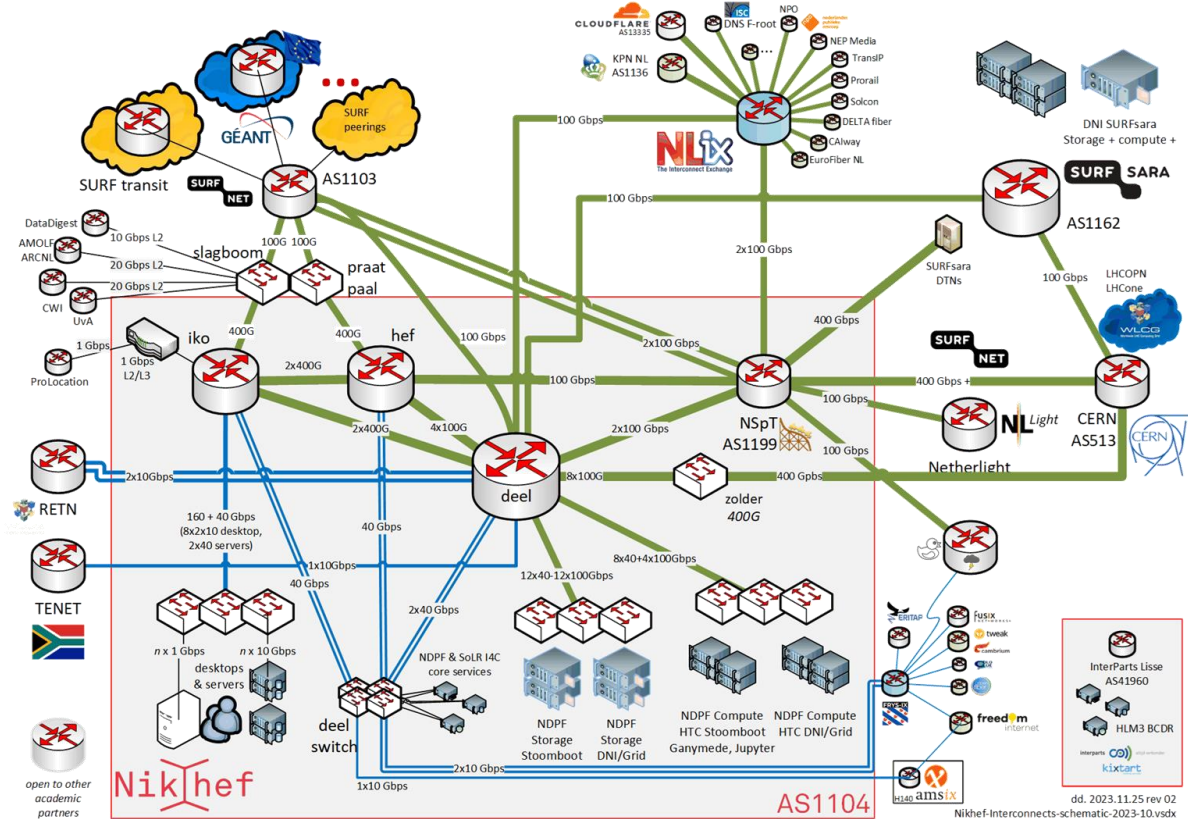 CLOUDFLARE
AS13335
ISC
DNS F-root
NPO
nederlandse
publieke
omroep
...
NEP Media
TransIP
Prorail
Solcon
DELTA fiber
CAIway
EuroFiber NL
KPN NL
AS1136
NLix
The Interconnect Exchange
GÉANT
SURF
peerings
SURF transit
SURF
NET
AS1103
DNI SURFsara
Storage + compute +
SURF
SARA
AS1162
100 Gbps
100 Gbps
2x100 Gbps
100 Gbps
LHCOPN
LHCone
WLCG
SURFsara
DTNs
DataDigest
10 Gbps L2
AMOLF
ARCNL
20 Gbps L2
20 Gbps L2
CWI
UvA
slagboom
100G
100G
praat
paal
400G
400G
iko
hef
1 Gbps
1 Gbps
L2/L3
ProLocation
100 Gbps
2x100 Gbps
400 Gbps
SURF
NET
2x400G
100 Gbps
400 Gbps +
100 Gbps
2x400G
4x100G
2x100 Gbps
NSpT
AS1199
100 Gbps
NLLight
Netherlight
CERN
AS513
CERN
RETN
2x10Gbps
deel
8x100G
zolder
400G
400 Gbps
160 + 40 Gbps
(8x2x10 desktop,
2x40 servers)
40 Gbps
TENET
1x10Gbps
40 Gbps
2x40 Gbps
12x40-12x100Gbps
8x40+4x100Gbps
n x 1 Gbps
n x 10 Gbps
desktops
& servers
NDPF & SoLR I4C
core services
deel
switch
NDPF
Storage
Stoomboot
NDPF
Storage
DNI/Grid
NDPF Compute
HTC Stoomboot
Ganymede, Jupyter
NDPF Compute
HTC DNI/Grid
ERITAP
Fusix
tweak
cambrium
FRYS-IX
freedom
internet
2x10 Gbps
1x10 Gbps
H140
amsix
InterParts Lisse
AS41960
HLM3 BCDR
interparts
kixtart
open to other
academic
partners
Nikhef
AS1104
dd. 2023.11.25 rev 02
Nikhef-Interconnects-schematic-2023-10.vsdx